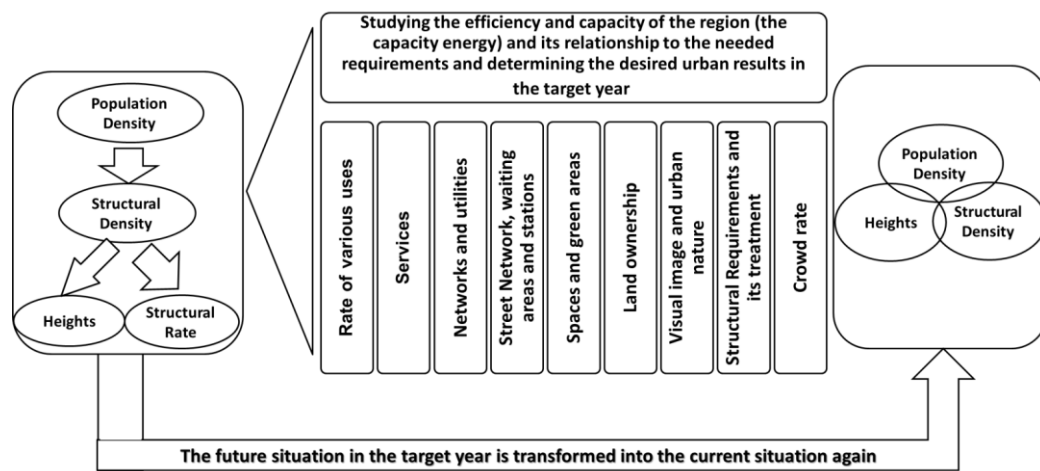 Studying the efficiency and capacity of the region (the
capacity energy) and its relationship to the needed
requirements and determining the desired urban results in
the target year
Population
Density
Structural
Density
Heights
Structural
Rate
Rate of various uses
Services
Networks and utilities
Street Network, waiting
areas and stations
Spaces and green areas
Land ownership
Visual image and urban
nature
Structural Requirements and
its treatment
Crowd rate
Population
Density
Heights
Structural
Density
The future situation in the target year is transformed into the current situation again